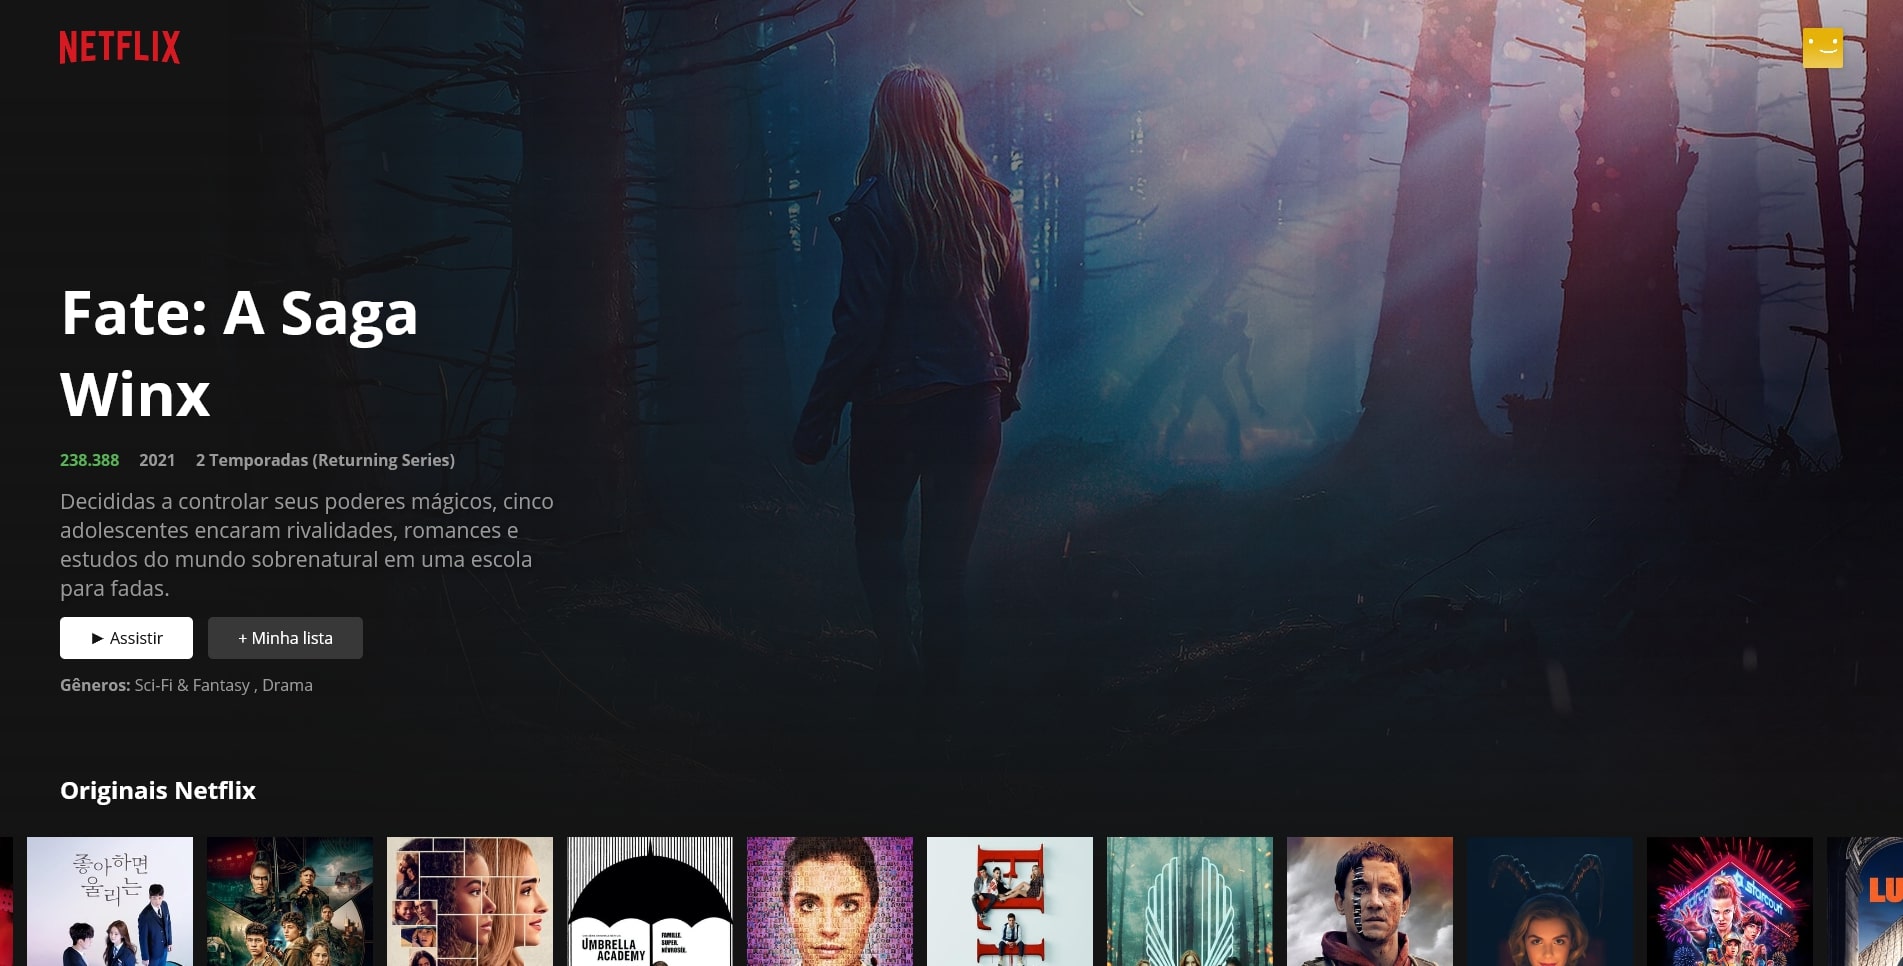 NETFLIX
Fate: A Saga
Winx
238.388 2021 2 Temporadas (Returning Series)
Decididas a controlar seus poderes mágicos, cinco
adolescentes encaram rivalidades, romances e
estudos do mundo sobrenatural em uma escola
para fadas.
► Assistir
+ Minha lista
Gêneros: Sci-Fi & Fantasy , Drama
Originais Netflix
좋아하면
울리는
UMBRELLA
ACADEMY
FAMILLE.
SUPER.
NÉVROSÉE.
LU